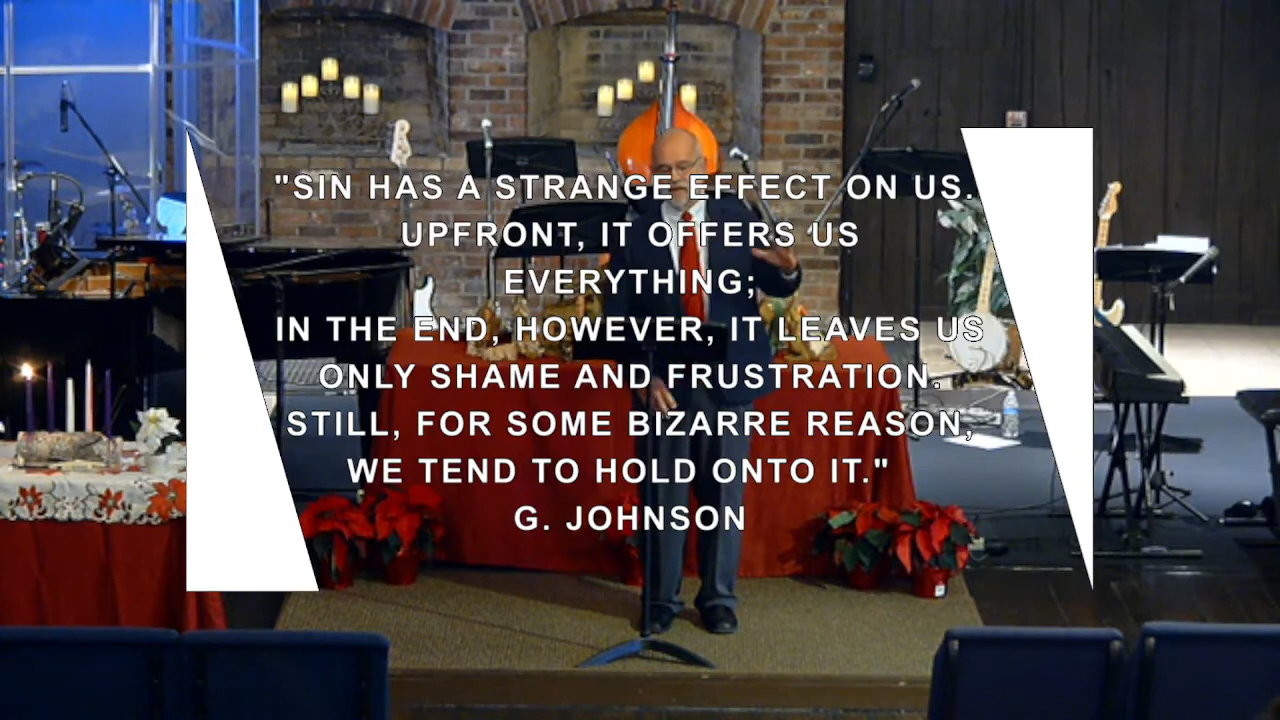 "SIN HAS A STRANGE EFFECT ON US.
UPFRONT, IT OFFERS US
EVERYTHING;
IN THE END, HOWEVER, IT LEAVES US
ONLY SHAME AND FRUSTRATION.
STILL, FOR SOME BIZARRE REASON,
WE TEND TO HOLD ONTO IT."
G. JOHNSON